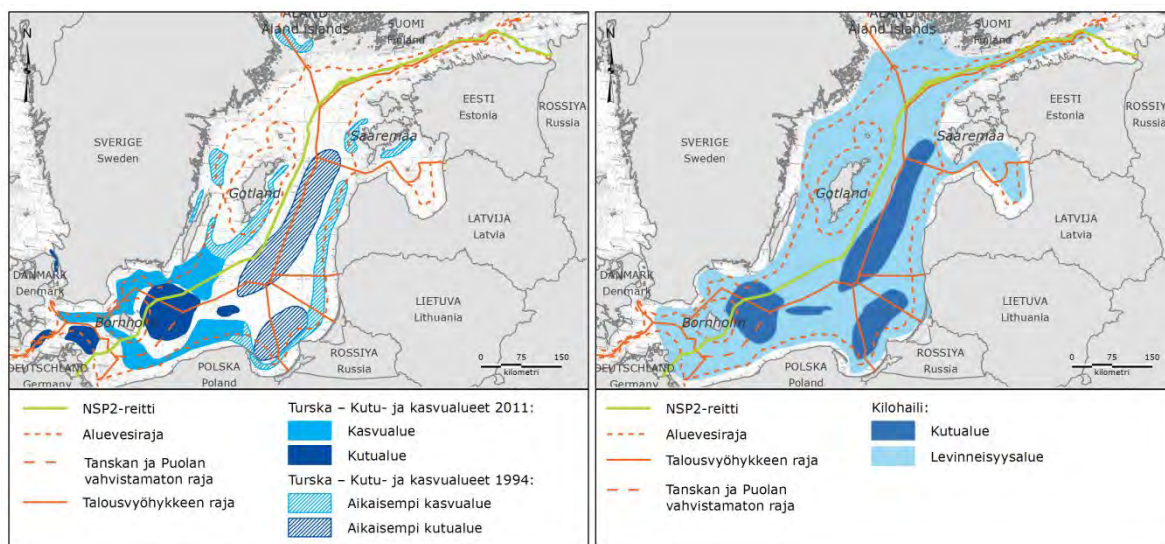 N
S
ÅLAND
Åland Islands
SUOMI
Finland
EESTI
Estonia
ROSSIYA
Russia
Saaremaa
SVERIGE
Sweden
Gotland
LATVIJA
Latvia
DANMARK
Denmark
LIETUVA
Lithuania
Bornholm
ROSSIYA
Russia
0 75 150
kilometri
DEUTSCHLAND
Germany
POLSKA
Poland
NSP2-reitti
Aluevesiraja
Tanskan ja Puolan
vahvistamaton raja
Talousvyöhykkeen raja
Turska – Kutu- ja kasvualueet 2011:
Kasvualue
Kutualue
Turska – Kutu- ja kasvualueet 1994:
Aikaisempi kasvualue
Aikaisempi kutualue
N
S
ÅLAND
Åland Islands
SUOMI
Finland
EESTI
Estonia
ROSSIYA
Russia
Saaremaa
SVERIGE
Sweden
Gotland
LATVIJA
Latvia
DANMARK
Denmark
LIETUVA
Lithuania
Bornholm
ROSSIYA
Russia
0 75 150
kilometri
DEUTSCHLAND
Germany
POLSKA
Poland
NSP2-reitti
Aluevesiraja
Talousvyöhykkeen raja
Tanskan ja Puolan
vahvistamaton raja
Kilohaili:
Kutualue
Levinneisyysalue